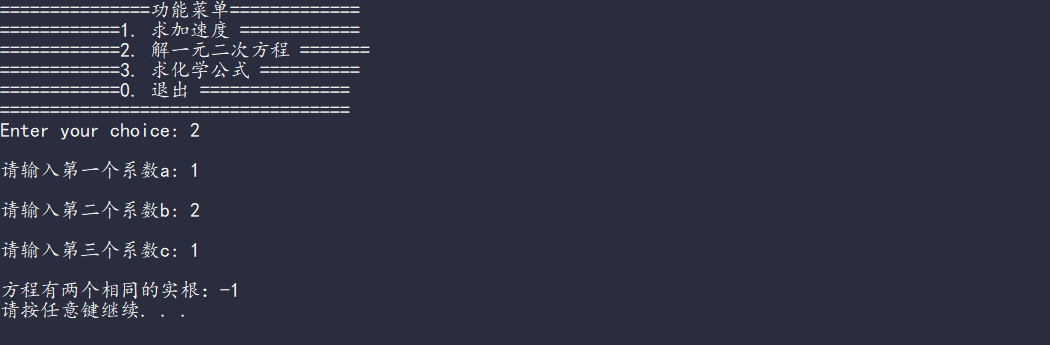 ===============功能菜单=============
============1. 求加速度 ============
============2. 解一元二次方程 =======
============3. 求化学公式 ==========
============0. 退出 ===============
===================================
Enter your choice: 2
请输入第一个系数a: 1
请输入第二个系数b: 2
请输入第三个系数c: 1
方程有两个相同的实根：-1
请按任意键继续. . .